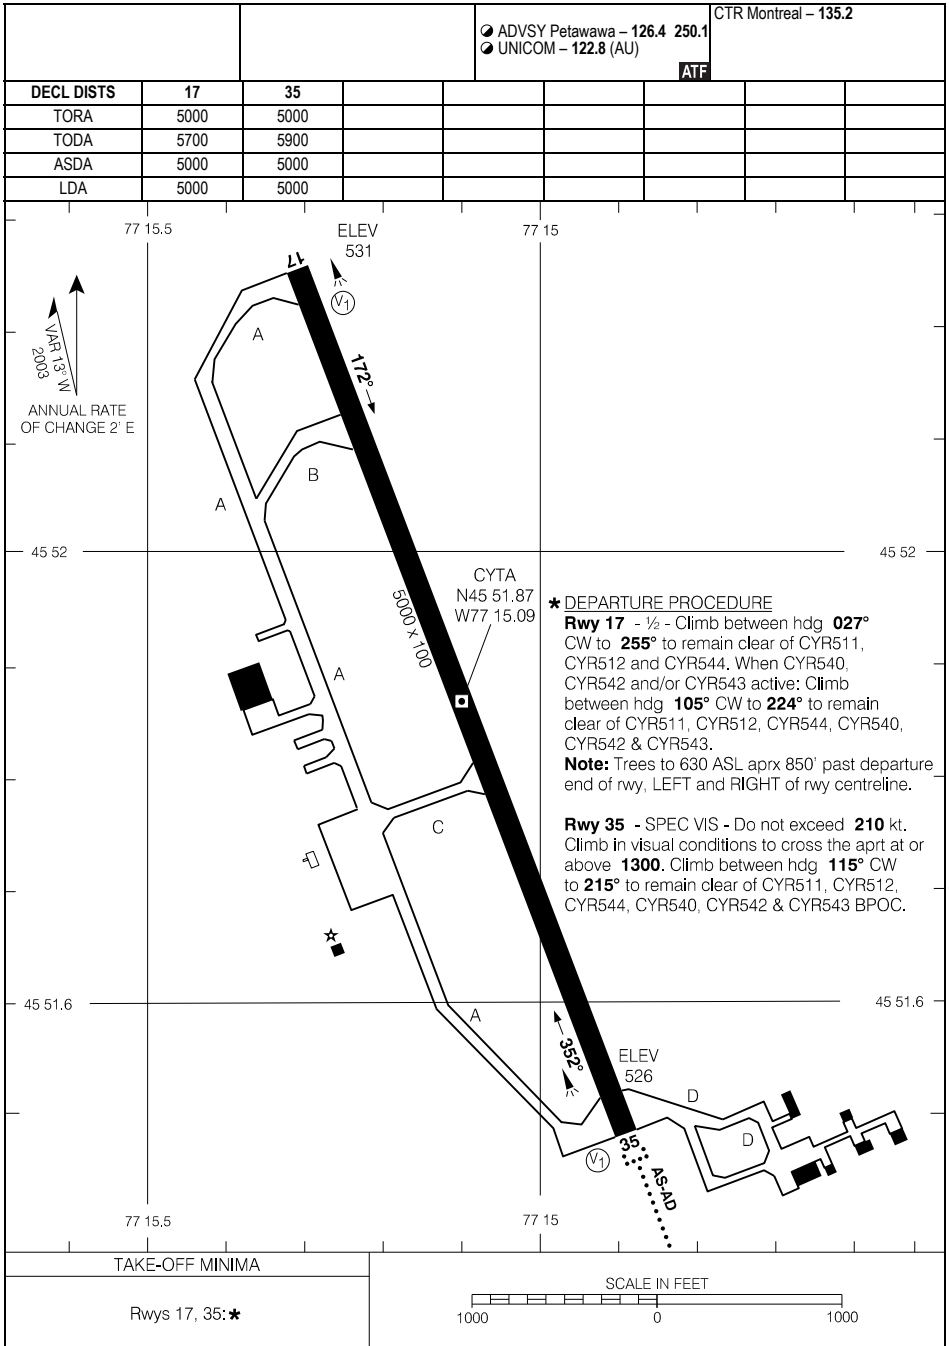 CTR Montreal – 135.2
ADVSY Petawawa – 126.4 250.1
UNICOM – 122.8 (AU)
ATF
DECL DISTS 17 35
TORA 5000 5000
TODA 5700 5900
ASDA 5000 5000
LDA 5000 5000
77 15.5
77 15
ELEV
531
17
V1
A
172°
VAR 13° W
2003
ANNUAL RATE
OF CHANGE 2' E
B
A
45 52
45 52
CYTA
N45 51.87
W77 15.09
5000 x 100
A
C
* DEPARTURE PROCEDURE
Rwy 17 - ½ - Climb between hdg 027°
CW to 255° to remain clear of CYR511,
CYR512 and CYR544. When CYR540,
CYR542 and/or CYR543 active: Climb
between hdg 105° CW to 224° to remain
clear of CYR511, CYR512, CYR544, CYR540,
CYR542 & CYR543.
Note: Trees to 630 ASL aprx 850' past departure
end of rwy, LEFT and RIGHT of rwy centreline.
Rwy 35 - SPEC VIS - Do not exceed 210 kt.
Climb in visual conditions to cross the aprt at or
above 1300. Climb between hdg 115° CW
to 215° to remain clear of CYR511, CYR512,
CYR544, CYR540, CYR542 & CYR543 BPOC.
45 51.6
45 51.6
A
352°
ELEV
526
D
D
35
V1
AS-AD
77 15.5
77 15
TAKE-OFF MINIMA
Rwys 17, 35:*
SCALE IN FEET
1000 0 1000